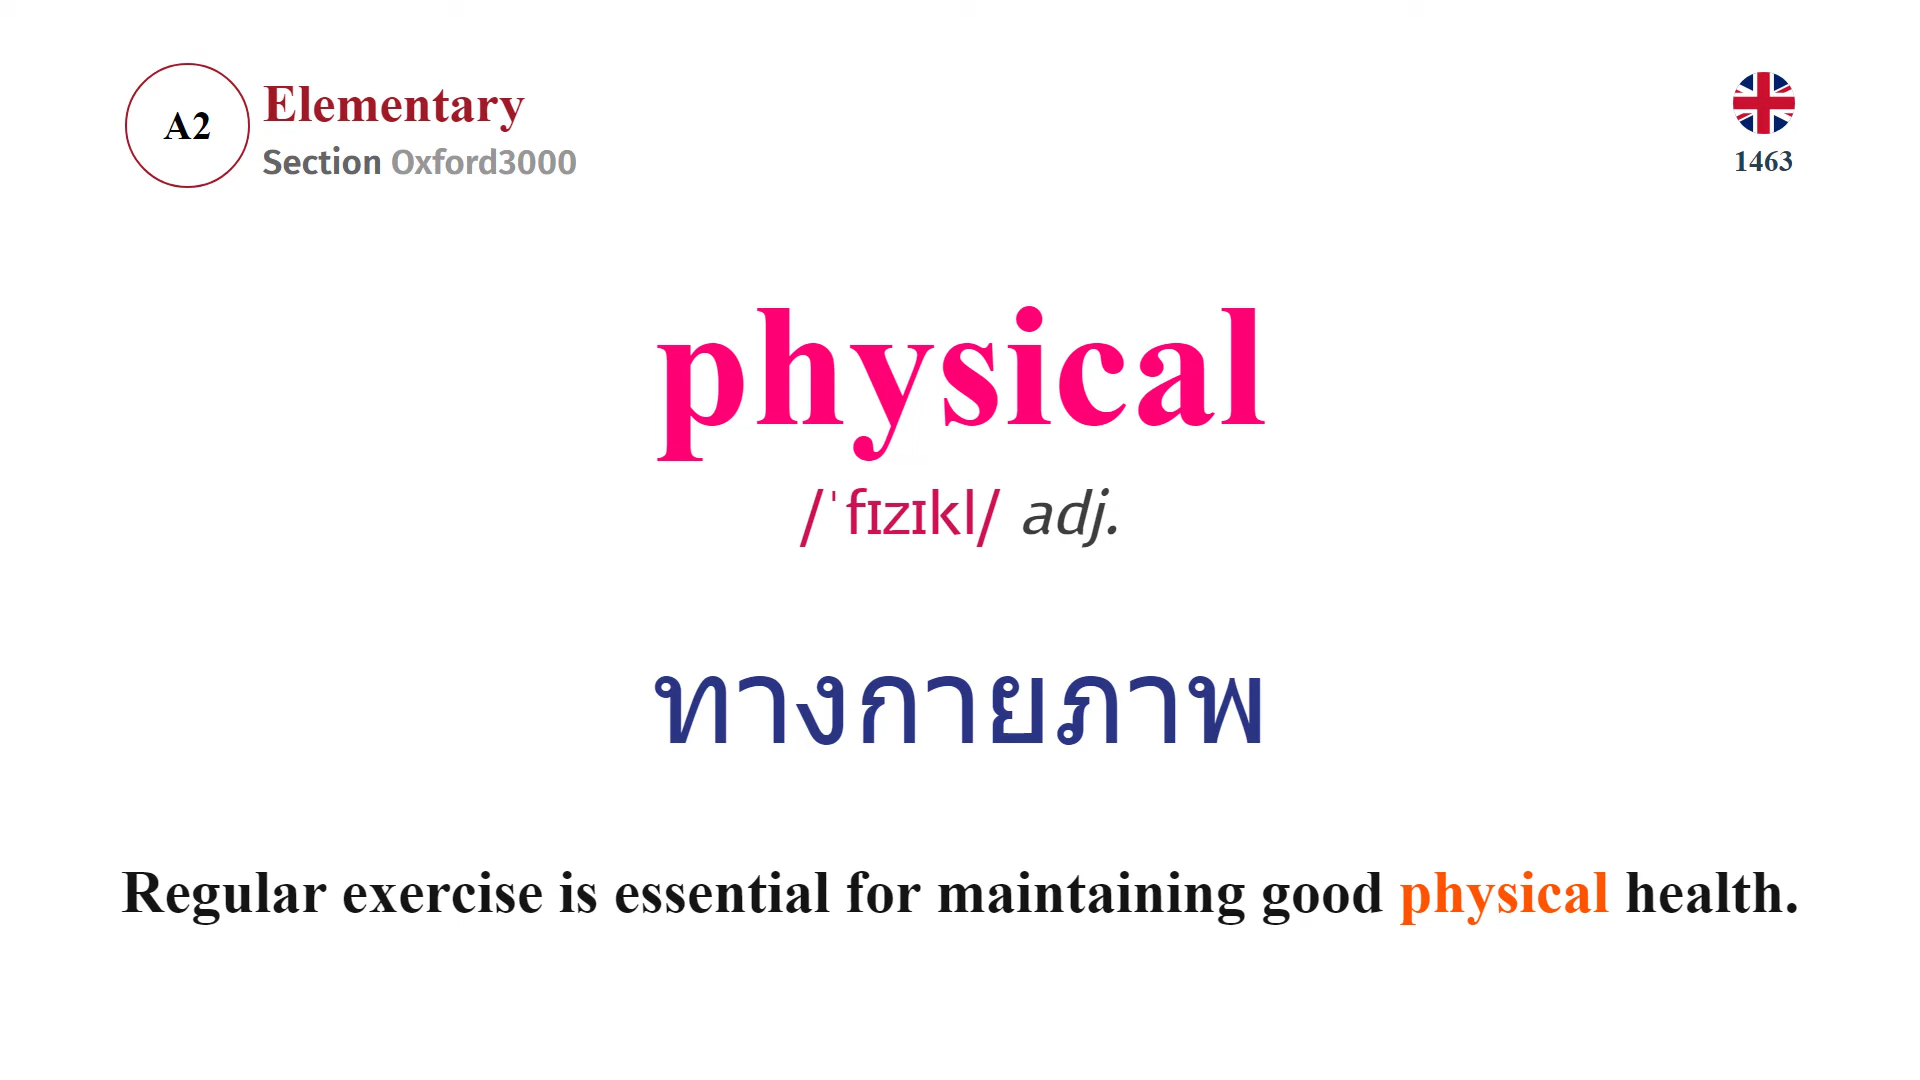 A2
Elementary
Section Oxford3000
1463
physical
/ˈfɪzɪkl/ adj.
ทางกายภาพ
Regular exercise is essential for maintaining good physical health.